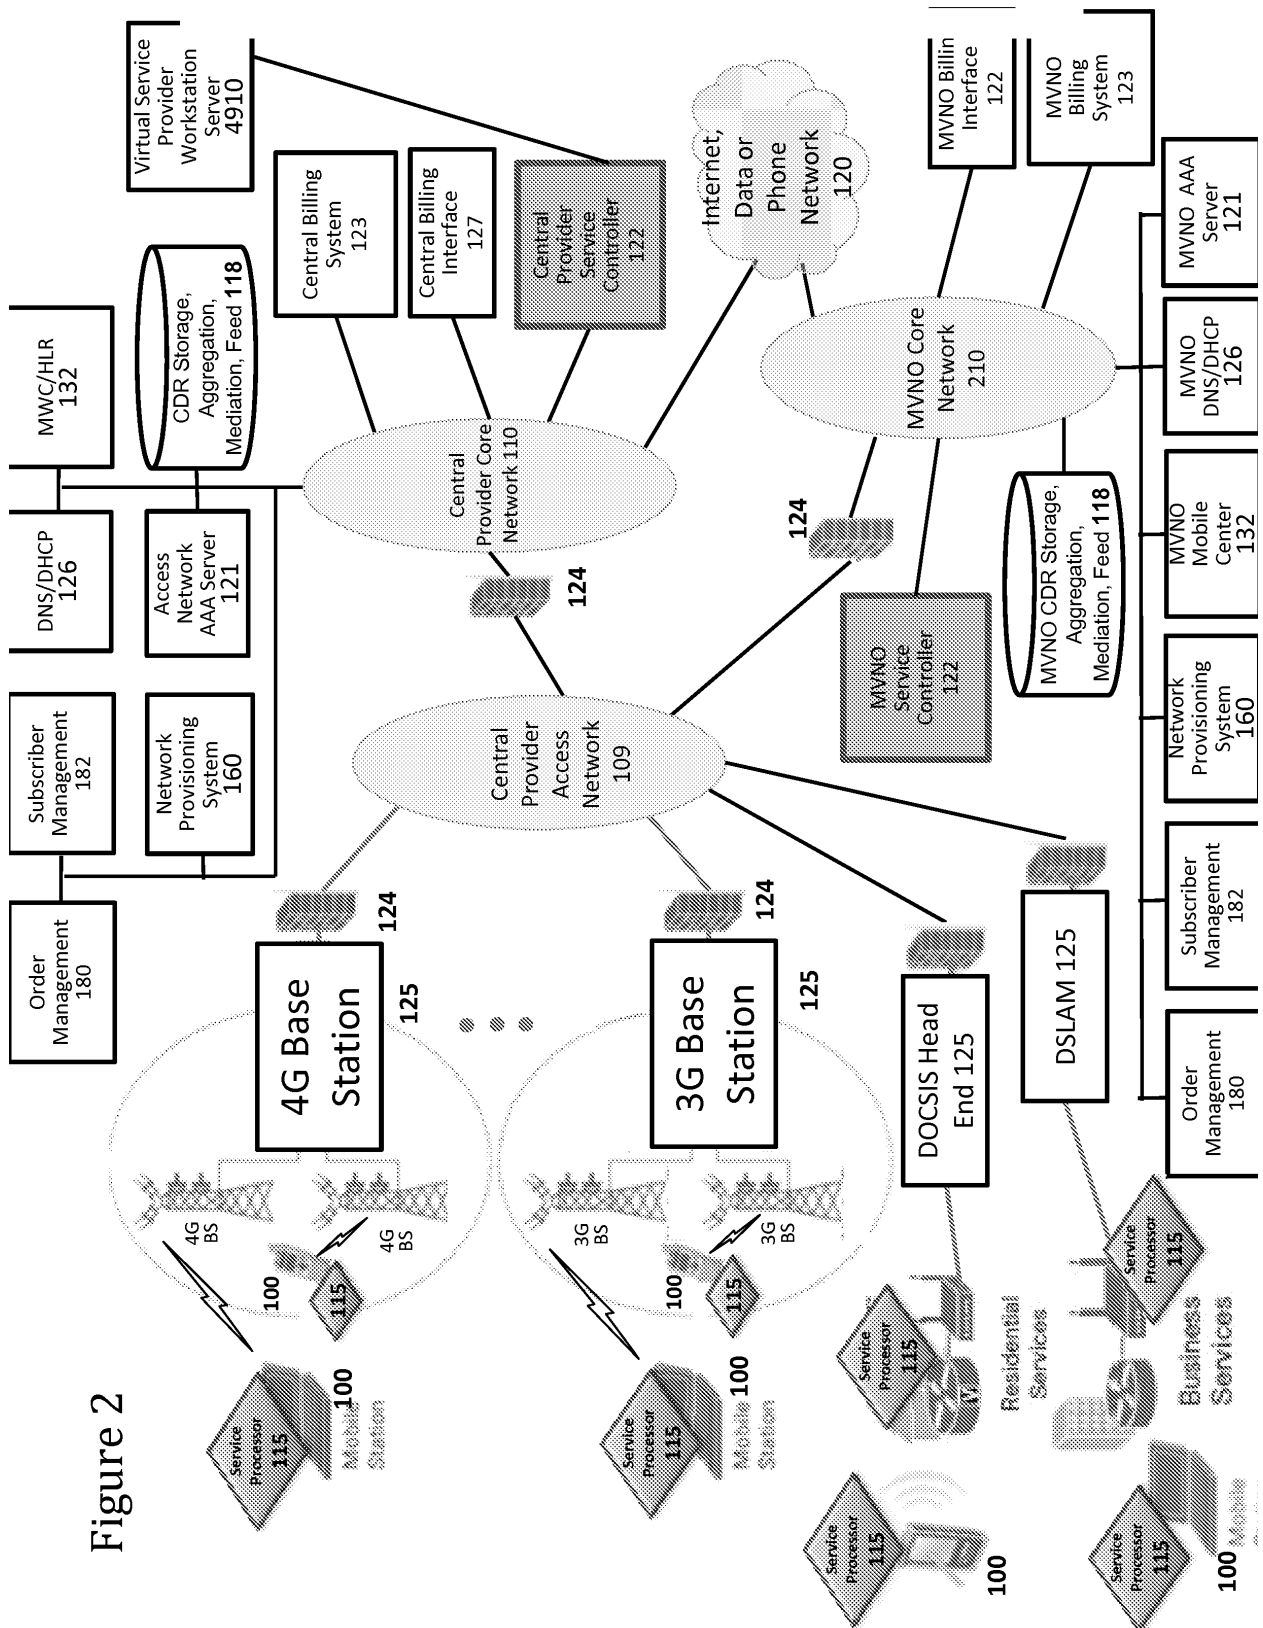 Figure 2
Order
Management
180
Subscriber
Management
182
DNS/DHCP
126
MWC/HLR
132
Network
Provisioning
System
160
Access
Network
AAA Server
121
CDR Storage,
Aggregation,
Mediation, Feed 118
Virtual Service
Provider
Workstation
Server
4910
Central Billing
System
123
Central Billing
Interface
127
Central
Provider
Service
Controller
122
4G
BS
4G
BS
4G Base
Station
125
124
100
115
Service
Processor
115
100
Mobile
Station
Central
Provider Core
Network 110
124
Central
Provider
Access
Network
109
Internet,
Data or
Phone
Network
120
3G
BS
3G
BS
3G Base
Station
125
124
100
115
Service
Processor
115
100
Mobile
Station
124
MVNO Core
Network
210
MVNO Billin
Interface
122
MVNO
Billing
System
123
MVNO
Service
Controller
122
MVNO CDR Storage,
Aggregation,
Mediation, Feed 118
Service
Processor
115
100
Service
Processor
115
Residential
Services
DOCSIS Head
End 125
DSLAM 125
Service
Processor
115
100
Mobile
Service
Processor
115
Business
Services
Order
Management
180
Subscriber
Management
182
Network
Provisioning
System
160
MVNO
Mobile
Center
132
MVNO
DNS/DHCP
126
MVNO AAA
Server
121